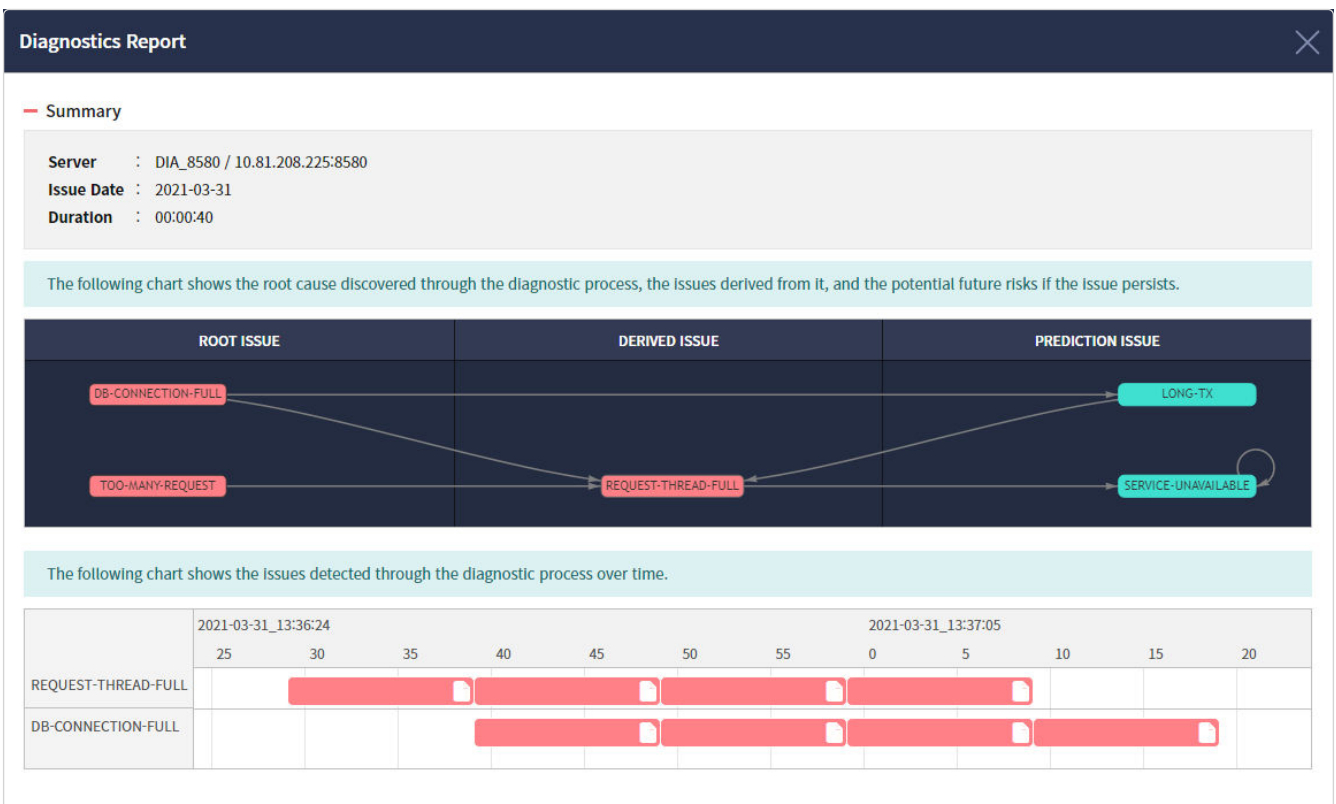 Diagnostics Report
Summary
Server : DIA_8580 / 10.81.208.225:8580
Issue Date : 2021-03-31
Duration : 00:00:40
The following chart shows the root cause discovered through the diagnostic process, the issues derived from it, and the potential future risks if the issue persists.
ROOT ISSUE DERIVED ISSUE PREDICTION ISSUE
DB-CONNECTION-FULL LONG-TX
TOO-MANY-REQUEST REQUEST-THREAD-FULL SERVICE-UNAVAILABLE
The following chart shows the issues detected through the diagnostic process over time.
2021-03-31_13:36:24 2021-03-31_13:37:05
25 30 35 40 45 50 55 0 5 10 15 20
REQUEST-THREAD-FULL
DB-CONNECTION-FULL